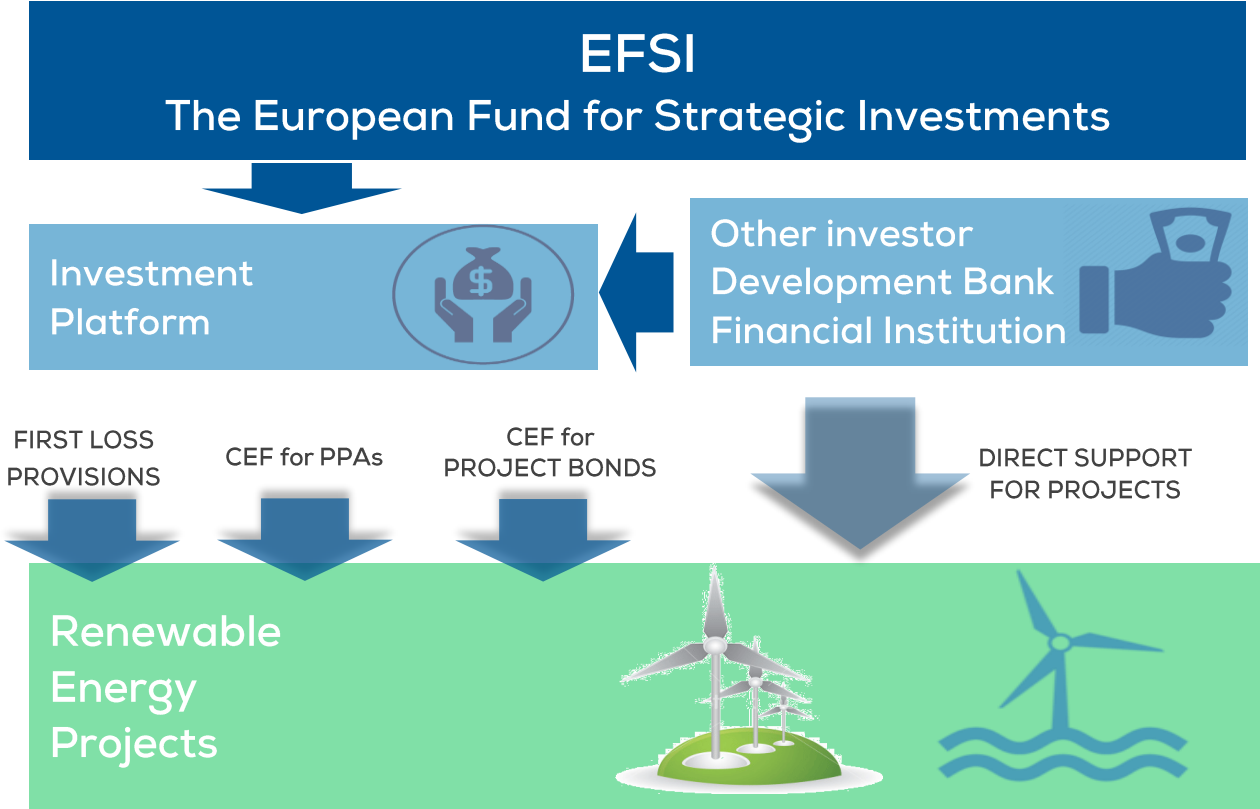 EFSI
The European Fund for Strategic Investments
Investment
Platform
$
Other investor
Development Bank
Financial Institution
FIRST LOSS
PROVISIONS
CEF for PPAs
CEF for
PROJECT BONDS
DIRECT SUPPORT
FOR PROJECTS
Renewable
Energy
Projects